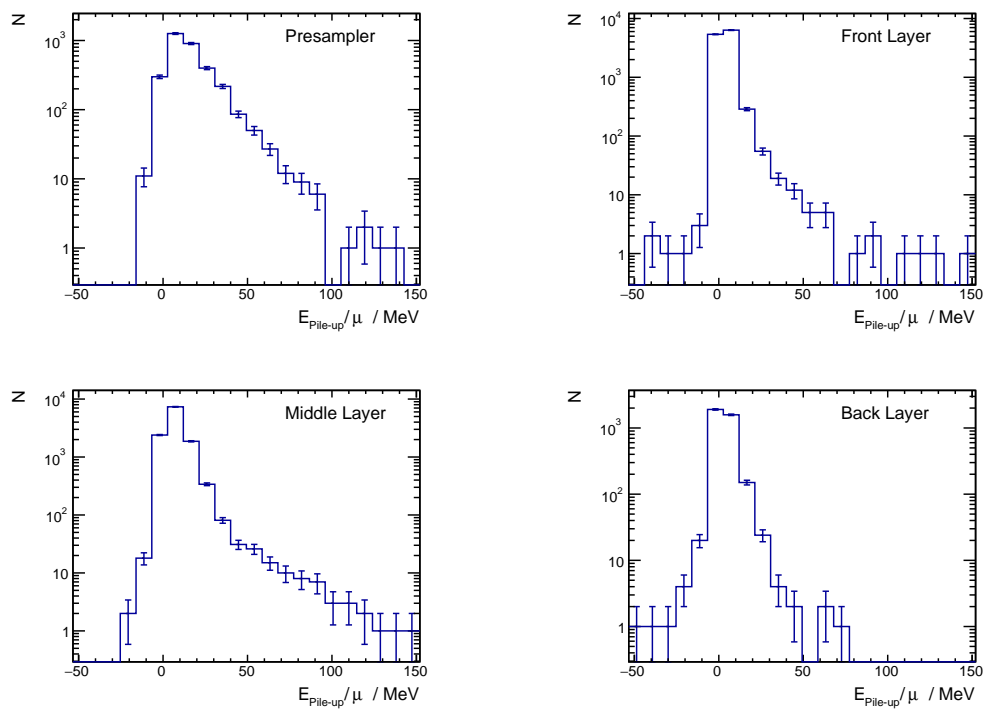 N
Presampler
10³
10²
10
1
−50 0 50 100 150
E_Pile-up/μ / MeV
N
Front Layer
10⁴
10³
10²
10
1
−50 0 50 100 150
E_Pile-up/μ / MeV
N
Middle Layer
10⁴
10³
10²
10
1
−50 0 50 100 150
E_Pile-up/μ / MeV
N
Back Layer
10³
10²
10
1
−50 0 50 100 150
E_Pile-up/μ / MeV